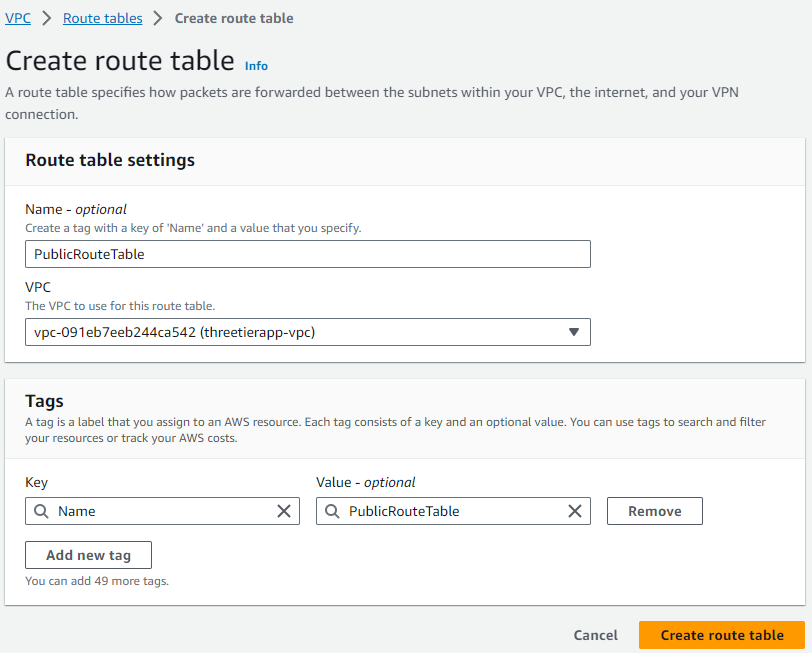 VPC > Route tables > Create route table
Create route table Info
A route table specifies how packets are forwarded between the subnets within your VPC, the internet, and your VPN
connection.
Route table settings
Name - optional
Create a tag with a key of 'Name' and a value that you specify.
PublicRouteTable
VPC
The VPC to use for this route table.
vpc-091eb7eeb244ca542 (threetierapp-vpc)
Tags
A tag is a label that you assign to an AWS resource. Each tag consists of a key and an optional value. You can use tags to search and filter
your resources or track your AWS costs.
Key Value - optional
Name PublicRouteTable Remove
Add new tag
You can add 49 more tags.
Cancel Create route table